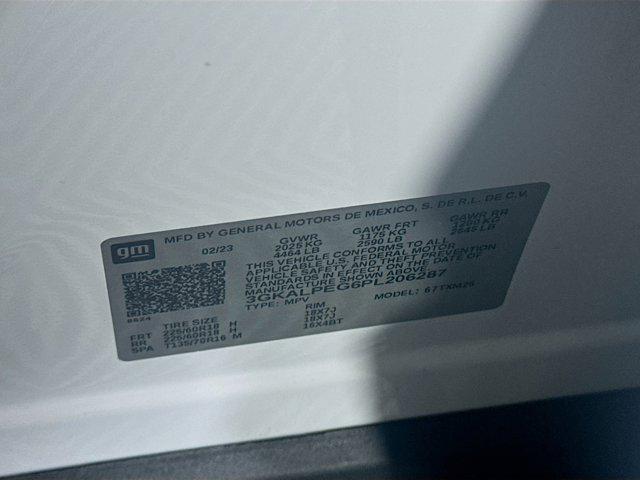 gm
MFD BY GENERAL MOTORS DE MEXICO, S. DE R.L. DE C.V.
02/23 GVWR GAWR FRT GAWR RR
2025 KG 1175 KG
4464 LB 2590 LB
THIS VEHICLE CONFORMS TO ALL
APPLICABLE U.S. FEDERAL MOTOR
VEHICLE SAFETY AND THEFT PREVENTION
STANDARDS IN EFFECT ON THE DATE OF
MANUFACTURE SHOWN ABOVE
3GKALPEG6PL206287
TYPE: MPV MODEL: 67TXM26
TIRE SIZE RIM
FRT 225/60R18 H 18X7J
RR 225/60R18 H 18X7J
SPA T135/70R16 M 16X4BT